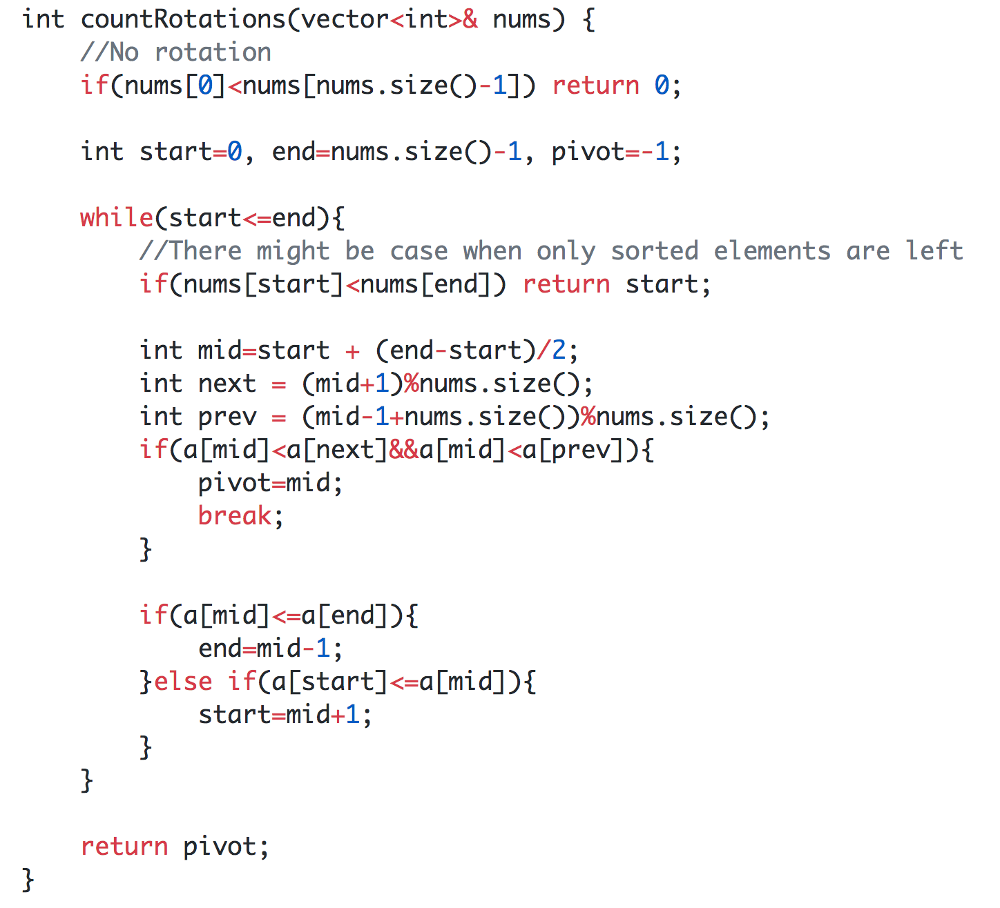 int countRotations(vector<int>& nums) {
    //No rotation
    if(nums[0]<nums[nums.size()-1]) return 0;

    int start=0, end=nums.size()-1, pivot=-1;

    while(start<=end){
        //There might be case when only sorted elements are left
        if(nums[start]<nums[end]) return start;

        int mid=start + (end-start)/2;
        int next = (mid+1)%nums.size();
        int prev = (mid-1+nums.size())%nums.size();
        if(a[mid]<a[next]&&a[mid]<a[prev]){
            pivot=mid;
            break;
        }

        if(a[mid]<=a[end]){
            end=mid-1;
        }else if(a[start]<=a[mid]){
            start=mid+1;
        }
    }

    return pivot;
}